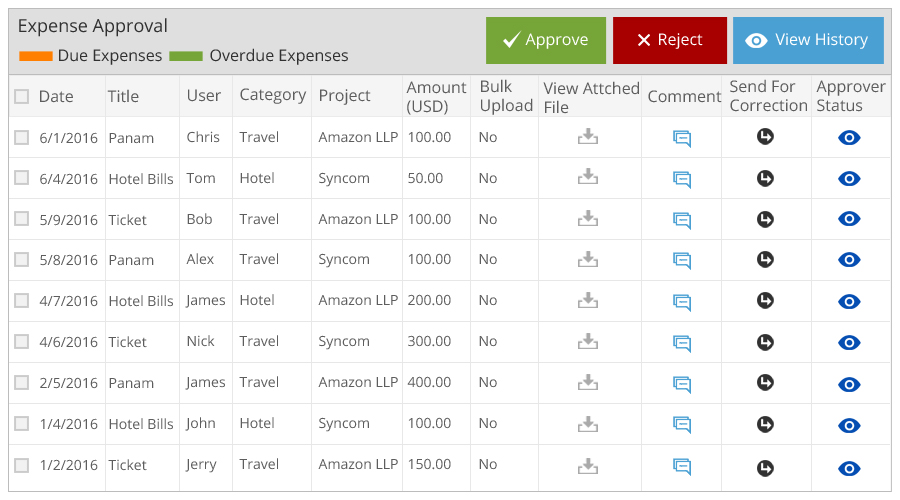 Expense Approval
Due Expenses Overdue Expenses
Approve Reject View History
Date Title User Category Project Amount (USD) Bulk Upload View Attched File Comment Send For Correction Approver Status
6/1/2016 Panam Chris Travel Amazon LLP 100.00 No
6/4/2016 Hotel Bills Tom Hotel Syncom 50.00 No
5/9/2016 Ticket Bob Travel Amazon LLP 100.00 No
5/8/2016 Panam Alex Travel Syncom 100.00 No
4/7/2016 Hotel Bills James Hotel Amazon LLP 200.00 No
4/6/2016 Ticket Nick Travel Syncom 300.00 No
2/5/2016 Panam James Travel Amazon LLP 400.00 No
1/4/2016 Hotel Bills John Hotel Syncom 100.00 No
1/2/2016 Ticket Jerry Travel Amazon LLP 150.00 No